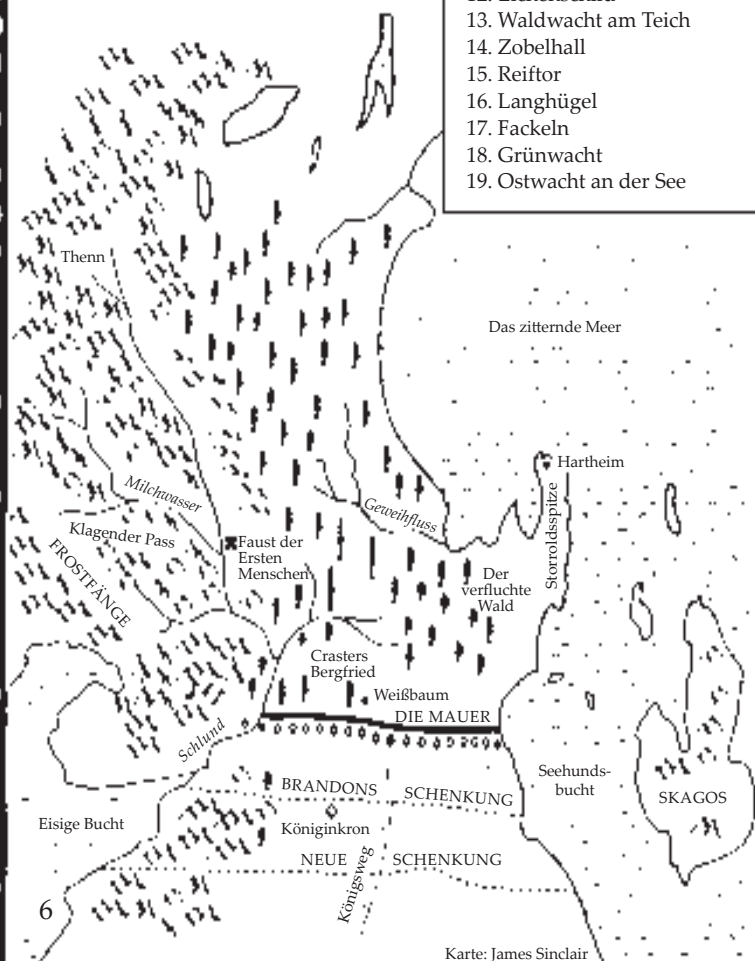 13. Waldwacht am Teich
14. Zobelhall
15. Reiftor
16. Langhügel
17. Fackeln
18. Grünwacht
19. Ostwacht an der See
Thenn
Das zitternde Meer
Hartheim
Storroldsspitze
Milchwasser
Geweihfluss
Klagender Pass
FROSTFÄNGE
Faust der
Ersten
Menschen
Der
verfluchte
Wald
Crasters
Bergfried
Weißbaum
DIE MAUER
Schlund
Seehunds-
bucht
SKAGOS
BRANDONS SCHENKUNG
Eisige Bucht
Königinkron
NEUE SCHENKUNG
Königsweg
6
Karte: James Sinclair